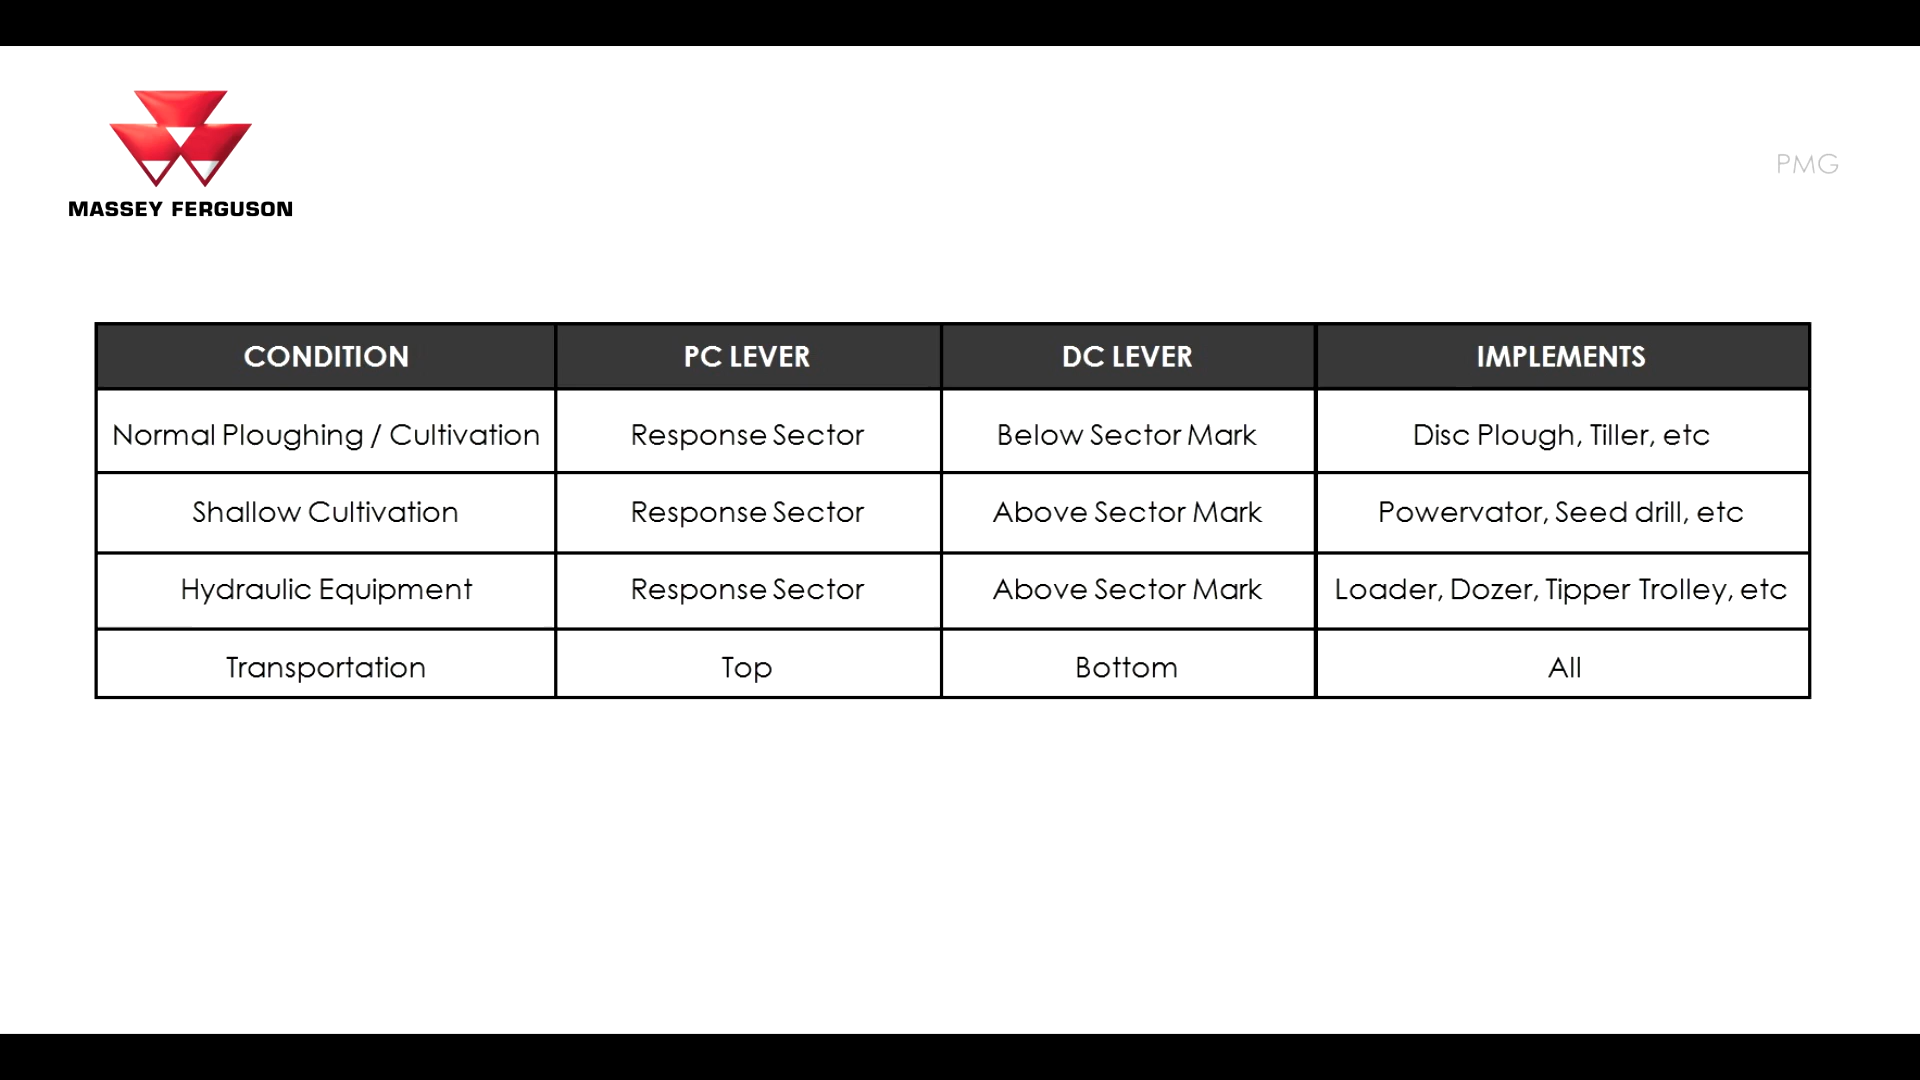 MASSEY FERGUSON
PMG
CONDITION PC LEVER DC LEVER IMPLEMENTS
Normal Ploughing / Cultivation Response Sector Below Sector Mark Disc Plough, Tiller, etc
Shallow Cultivation Response Sector Above Sector Mark Powervator, Seed drill, etc
Hydraulic Equipment Response Sector Above Sector Mark Loader, Dozer, Tipper Trolley, etc
Transportation Top Bottom All